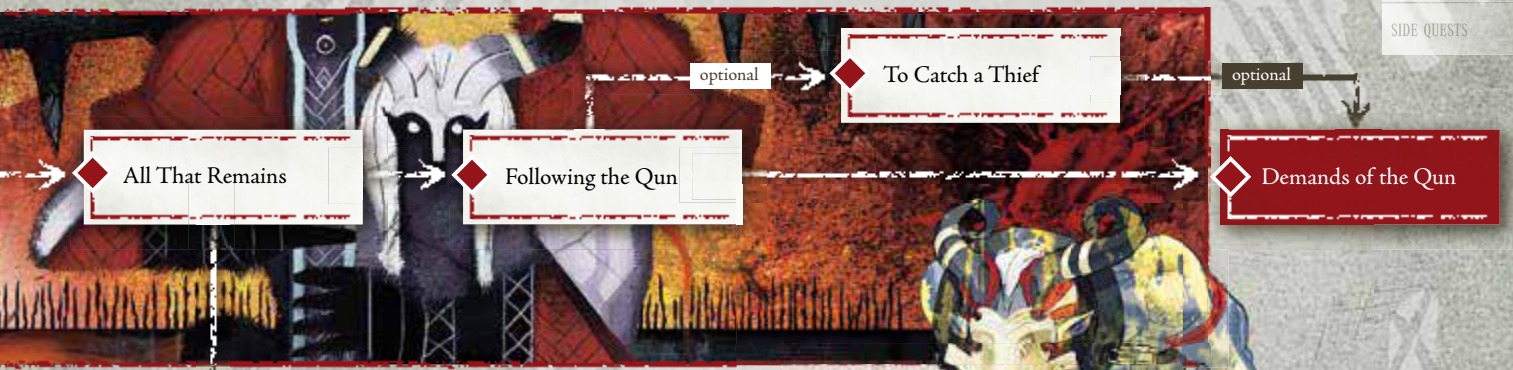 SIDE QUESTS
optional
To Catch a Thief
optional
All That Remains
Following the Qun
Demands of the Qun